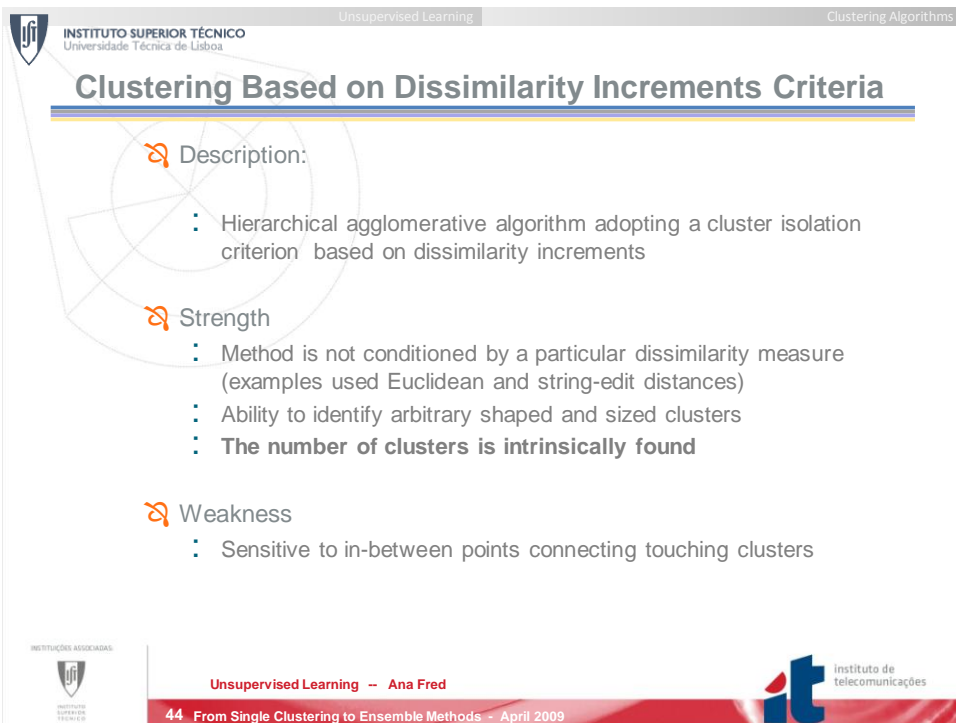 Unsupervised Learning
Clustering Algorithms
INSTITUTO SUPERIOR TÉCNICO
Universidade Técnica de Lisboa
Clustering Based on Dissimilarity Increments Criteria
Description:
Hierarchical agglomerative algorithm adopting a cluster isolation
criterion based on dissimilarity increments
Strength
Method is not conditioned by a particular dissimilarity measure
(examples used Euclidean and string-edit distances)
Ability to identify arbitrary shaped and sized clusters
The number of clusters is intrinsically found
Weakness
Sensitive to in-between points connecting touching clusters
INSTITUIÇÕES ASSOCIADAS:
INSTITUTO
SUPERIOR
TÉCNICO
Unsupervised Learning -- Ana Fred
44 From Single Clustering to Ensemble Methods - April 2009
instituto de
telecomunicações